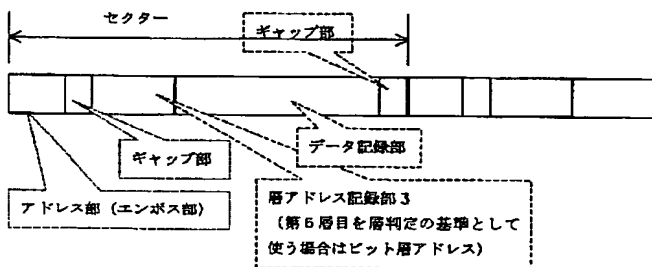 セクター
ギャップ部
ギャップ部
データ記録部
アドレス部（エンボス部）
層アドレス記録部3
（第6層目を層判定の基準として
使う場合はピット層アドレス）